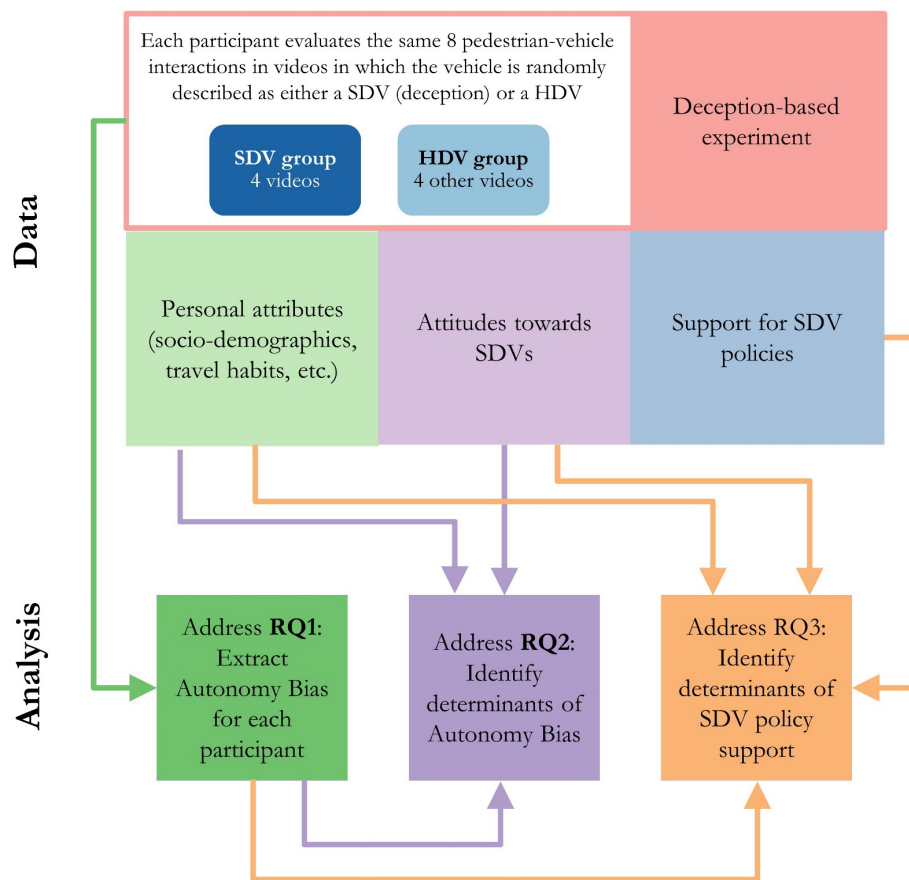 Each participant evaluates the same 8 pedestrian-vehicle
interactions in videos in which the vehicle is randomly
described as either a SDV (deception) or a HDV
SDV group
4 videos
HDV group
4 other videos
Deception-based
experiment
Data
Personal attributes
(socio-demographics,
travel habits, etc.)
Attitudes towards
SDVs
Support for SDV
policies
Analysis
Address RQ1:
Extract
Autonomy Bias
for each
participant
Address RQ2:
Identify
determinants of
Autonomy Bias
Address RQ3:
Identify
determinants of
SDV policy
support